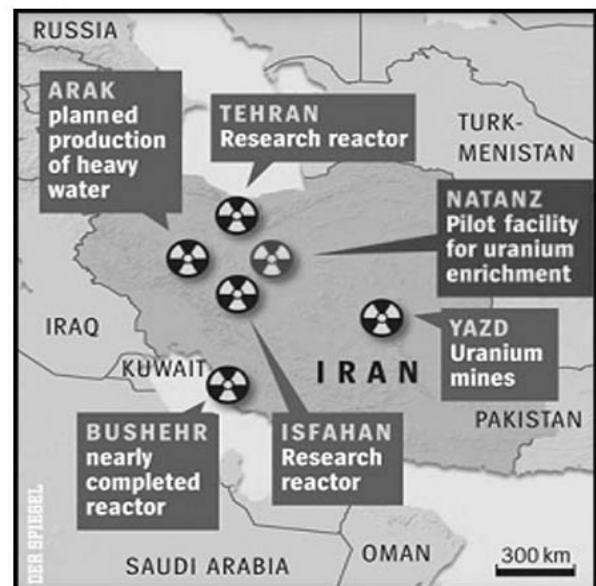 RUSSIA
ARAK
planned
production
of heavy
water
TEHRAN
Research reactor
TURK-
MENISTAN
NATANZ
Pilot facility
for uranium
enrichment
IRAQ
KUWAIT
IRAN
YAZD
Uranium
mines
BUSHEHR
nearly
completed
reactor
ISFAHAN
Research
reactor
PAKISTAN
DER SPIEGEL
SAUDI ARABIA
OMAN
300 km